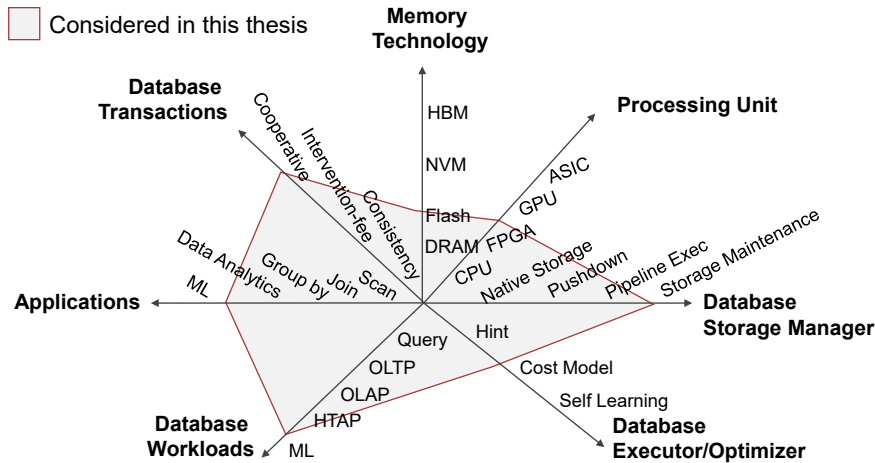 Considered in this thesis
Memory
Technology
HBM
NVM
Flash
DRAM
Processing Unit
ASIC
GPU
FPGA
CPU
Database
Storage Manager
Native Storage
Pushdown
Pipeline Exec
Storage Maintenance
Database
Executor/Optimizer
Hint
Cost Model
Self Learning
Database
Workloads
Query
OLTP
OLAP
HTAP
ML
Applications
ML
Data Analytics
Group by
Join
Scan
Database
Transactions
Cooperative
Intervention-fee
Consistency